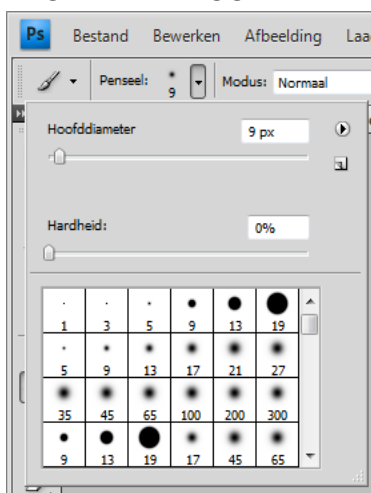 Ps Bestand Bewerken Afbeelding Laa
Penseel: 9 Modus: Normaal
Hoofddiameter 9 px
Hardheid: 0%
1 3 5 9 13 19
5 9 13 17 21 27
35 45 65 100 200 300
9 13 19 17 45 65